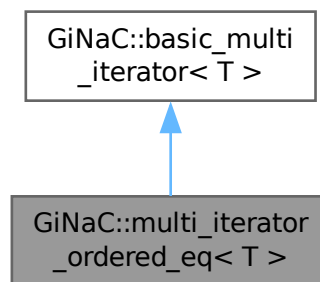 GiNaC::basic_multi
_iterator< T >
GiNaC::multi_iterator
_ordered_eq< T >